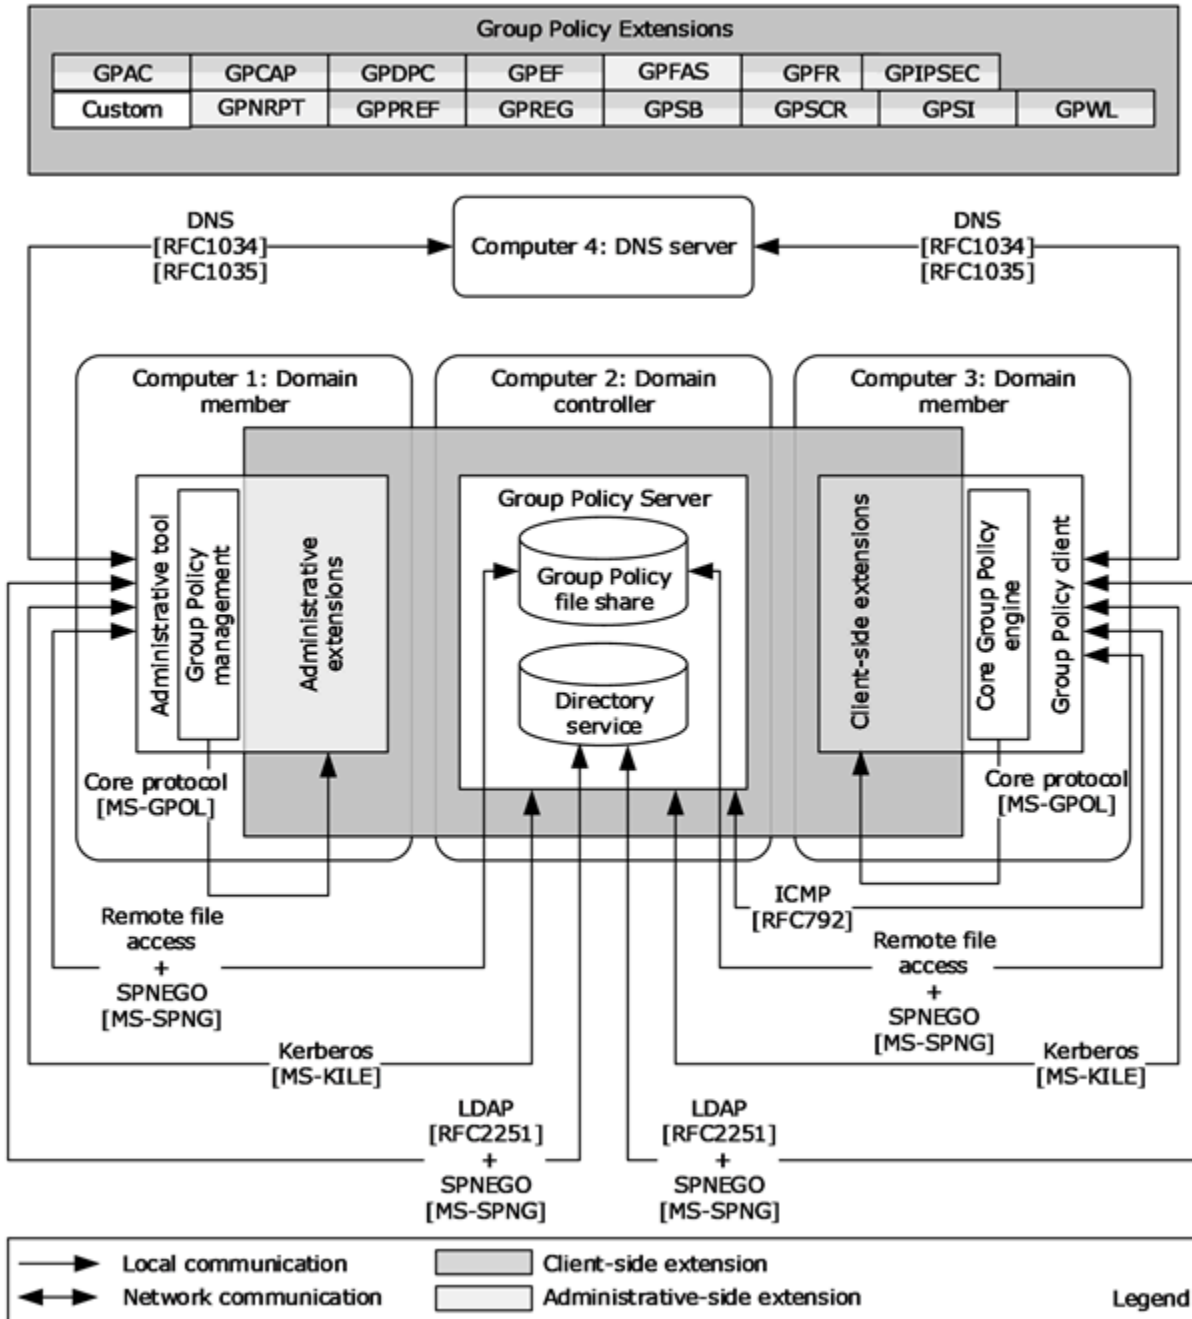 Group Policy Extensions
GPAC GPCAP GPDPC GPEF GPFAS GPFR GPIPSEC
Custom GPNRPT GPPREF GPREG GPSB GPSCR GPSI GPWL
DNS
[RFC1034]
[RFC1035]
Computer 4: DNS server
DNS
[RFC1034]
[RFC1035]
Computer 1: Domain
member
Computer 2: Domain
controller
Computer 3: Domain
member
Administrative tool
Group Policy
management
Administrative
extensions
Group Policy Server
Group Policy
file share
Directory
service
Client-side extensions
Core Group Policy
engine
Group Policy client
Core protocol
[MS-GPOL]
Core protocol
[MS-GPOL]
ICMP
[RFC792]
Remote file
access
+
SPNEGO
[MS-SPNG]
Remote file
access
+
SPNEGO
[MS-SPNG]
Kerberos
[MS-KILE]
Kerberos
[MS-KILE]
LDAP
[RFC2251]
+
SPNEGO
[MS-SPNG]
LDAP
[RFC2251]
+
SPNEGO
[MS-SPNG]
Local communication
Client-side extension
Network communication
Administrative-side extension
Legend